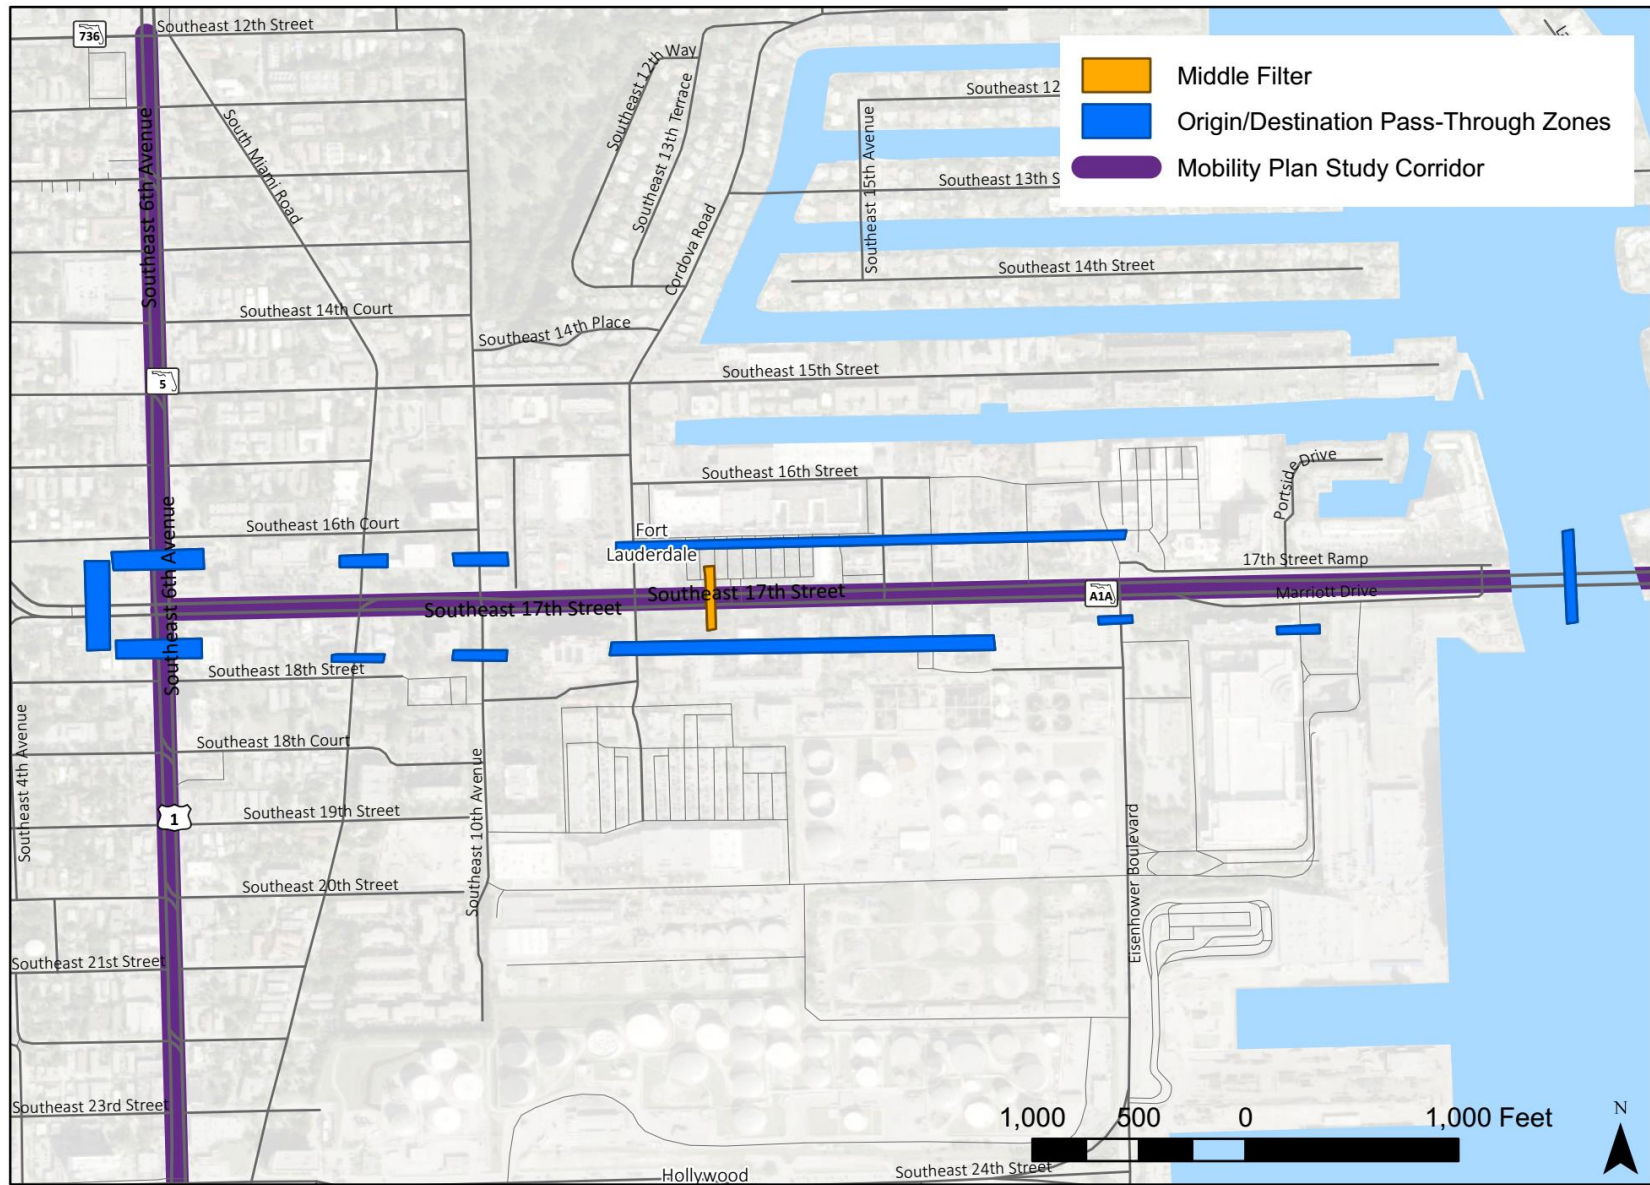 736
Southeast 12th Street
Southeast 12th Way
Southeast 13th Terrace
Southeast 6th Avenue
South Miami Road
Cordova Road
Southeast 12
Southeast 15th Avenue
Southeast 13th S
Middle Filter
Origin/Destination Pass-Through Zones
Mobility Plan Study Corridor
Southeast 14th Street
Southeast 14th Court
Southeast 14th Place
5
Southeast 15th Street
Southeast 16th Street
Portside Drive
Southeast 16th Court
Southeast 6th Avenue
Fort
Lauderdale
17th Street Ramp
Southeast 17th Street
Southeast 17th Street
A1A
Marriott Drive
Southeast 18th Street
Southeast 4th Avenue
Southeast 18th Court
Southeast 10th Avenue
1
Southeast 19th Street
Eisenhower Boulevard
Southeast 20th Street
Southeast 21st Street
Southeast 23rd Street
1,000 500 0 1,000 Feet
N
Hollywood
Southeast 24th Street